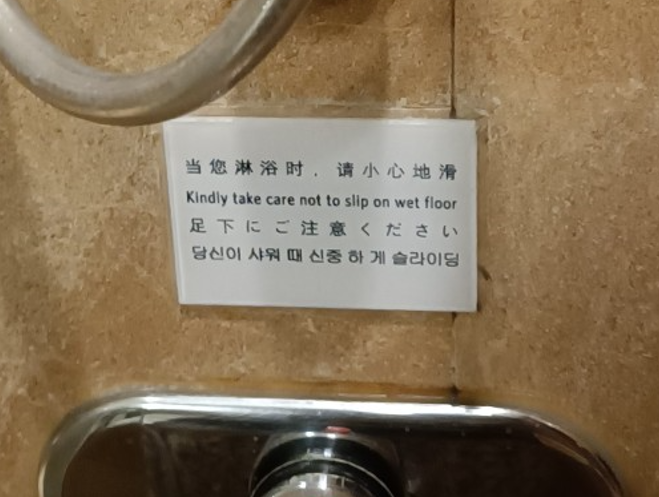 当您淋浴时，请小心地滑
Kindly take care not to slip on wet floor
足下にご注意ください
당신이 샤워 때 신중 하게 슬라이딩